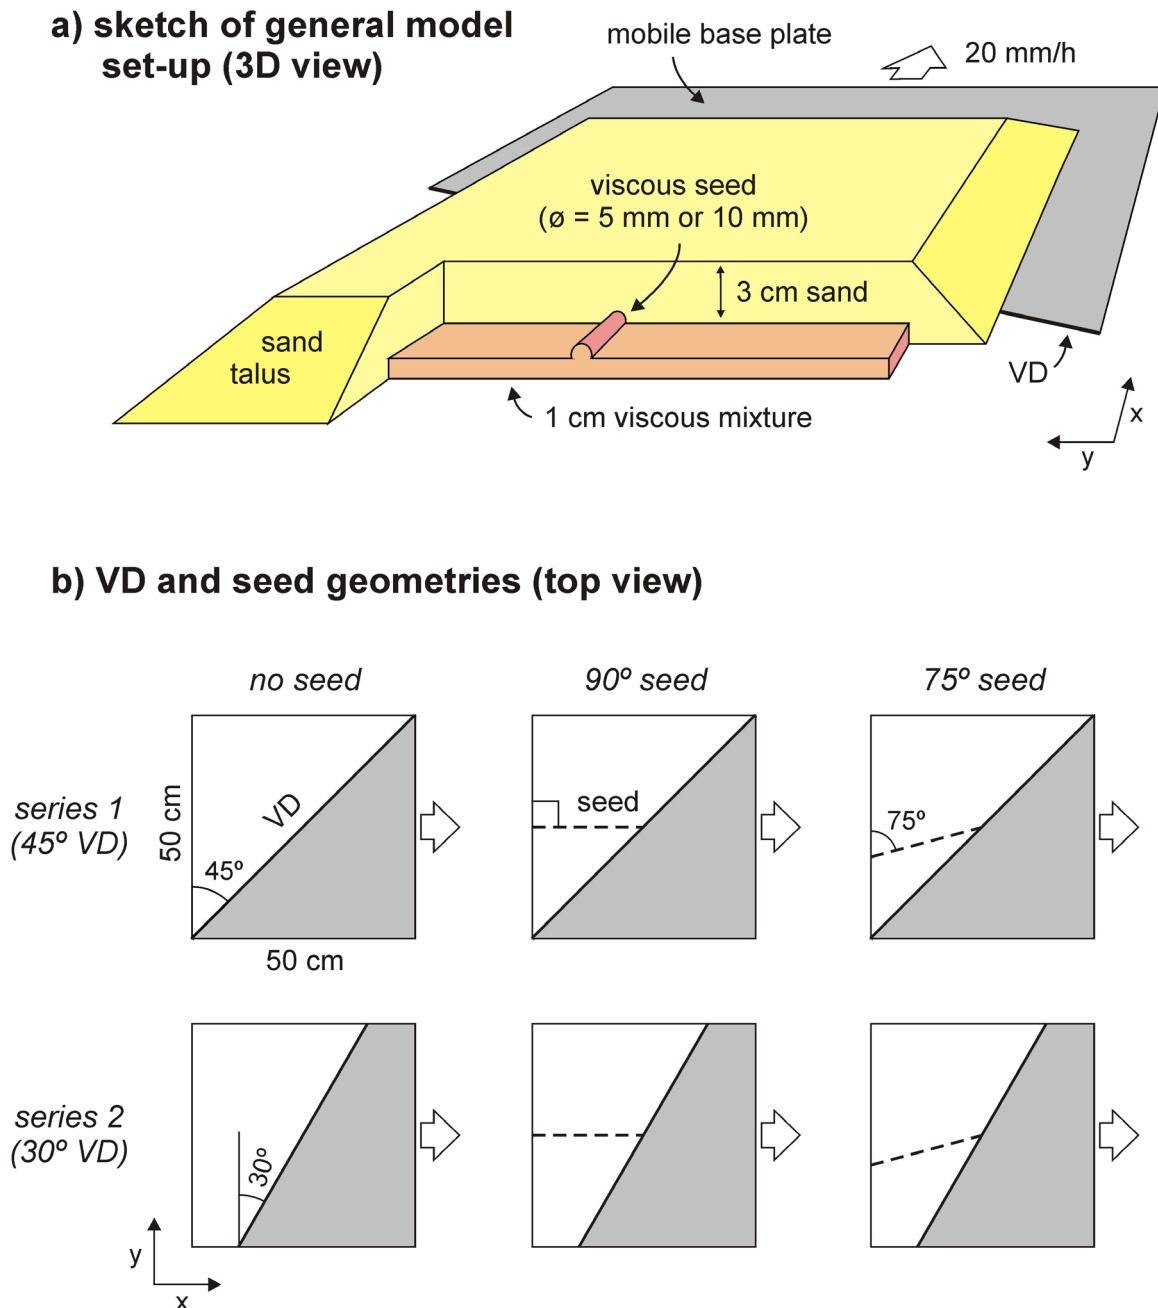 a) sketch of general model
set-up (3D view)
mobile base plate
20 mm/h
viscous seed
(ø = 5 mm or 10 mm)
3 cm sand
sand
talus
VD
1 cm viscous mixture
x
y
b) VD and seed geometries (top view)
no seed
90º seed
75º seed
series 1
(45º VD)
50 cm
VD
45º
50 cm
seed
75º
series 2
(30º VD)
30º
y
x